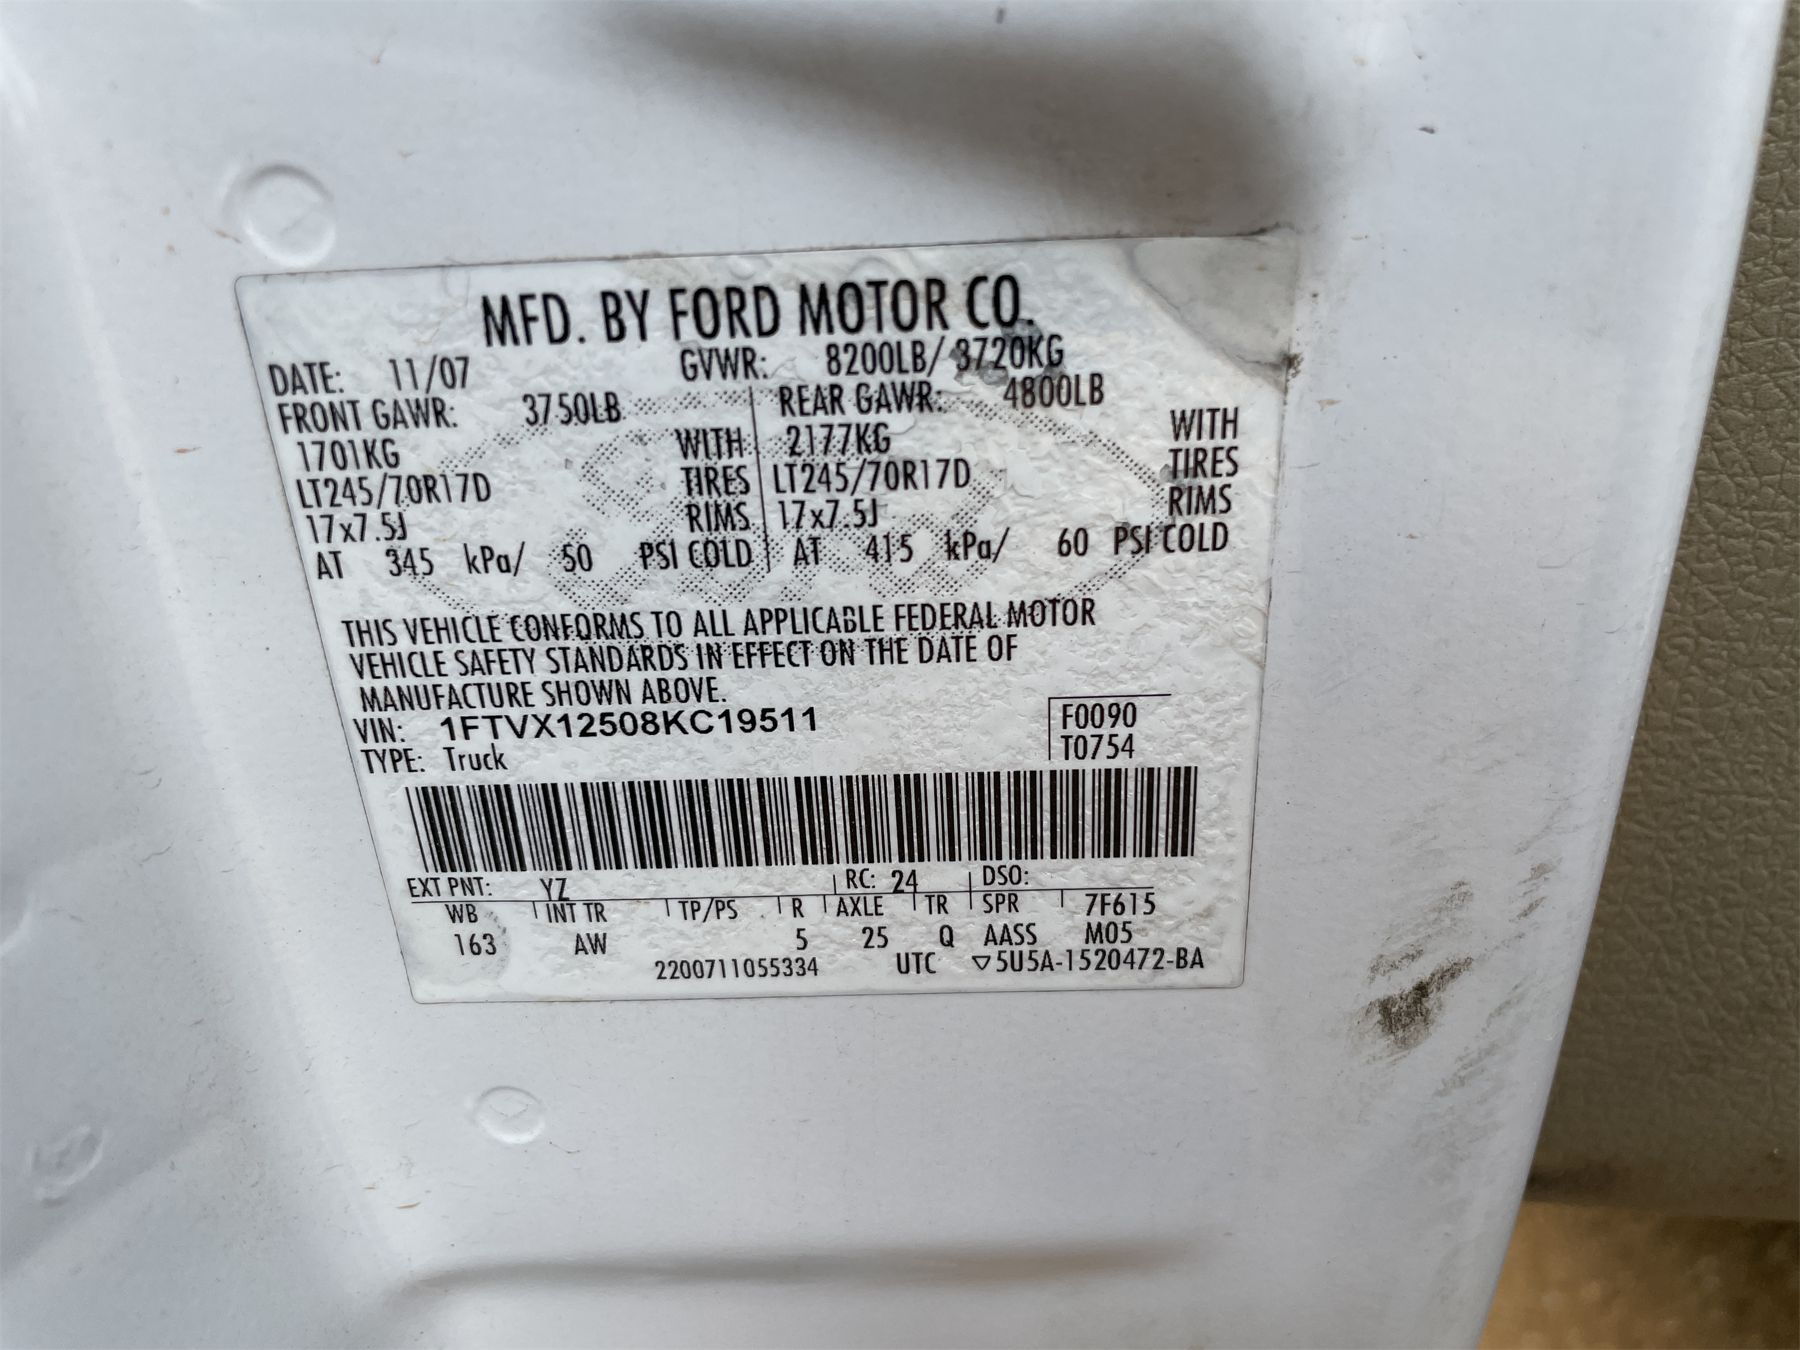 MFD. BY FORD MOTOR CO.
DATE: 11/07 GVWR: 8200LB/ 3720KG
FRONT GAWR: 3750LB REAR GAWR: 4800LB
1701KG WITH 2177KG WITH
LT245/70R17D TIRES LT245/70R17D TIRES
17x7.5J RIMS 17x7.5J RIMS
AT 345 kPa/ 50 PSI COLD AT 415 kPa/ 60 PSI COLD
THIS VEHICLE CONFORMS TO ALL APPLICABLE FEDERAL MOTOR
VEHICLE SAFETY STANDARDS IN EFFECT ON THE DATE OF
MANUFACTURE SHOWN ABOVE.
VIN: 1FTVX12508KC19511 F0090
TYPE: Truck T0754
EXT PNT: YZ RC: 24 DSO:
WB INT TR TP/PS R AXLE TR SPR 7F615
163 AW 5 25 Q AASS M05
2200711055334 UTC ▽5U5A-1520472-BA